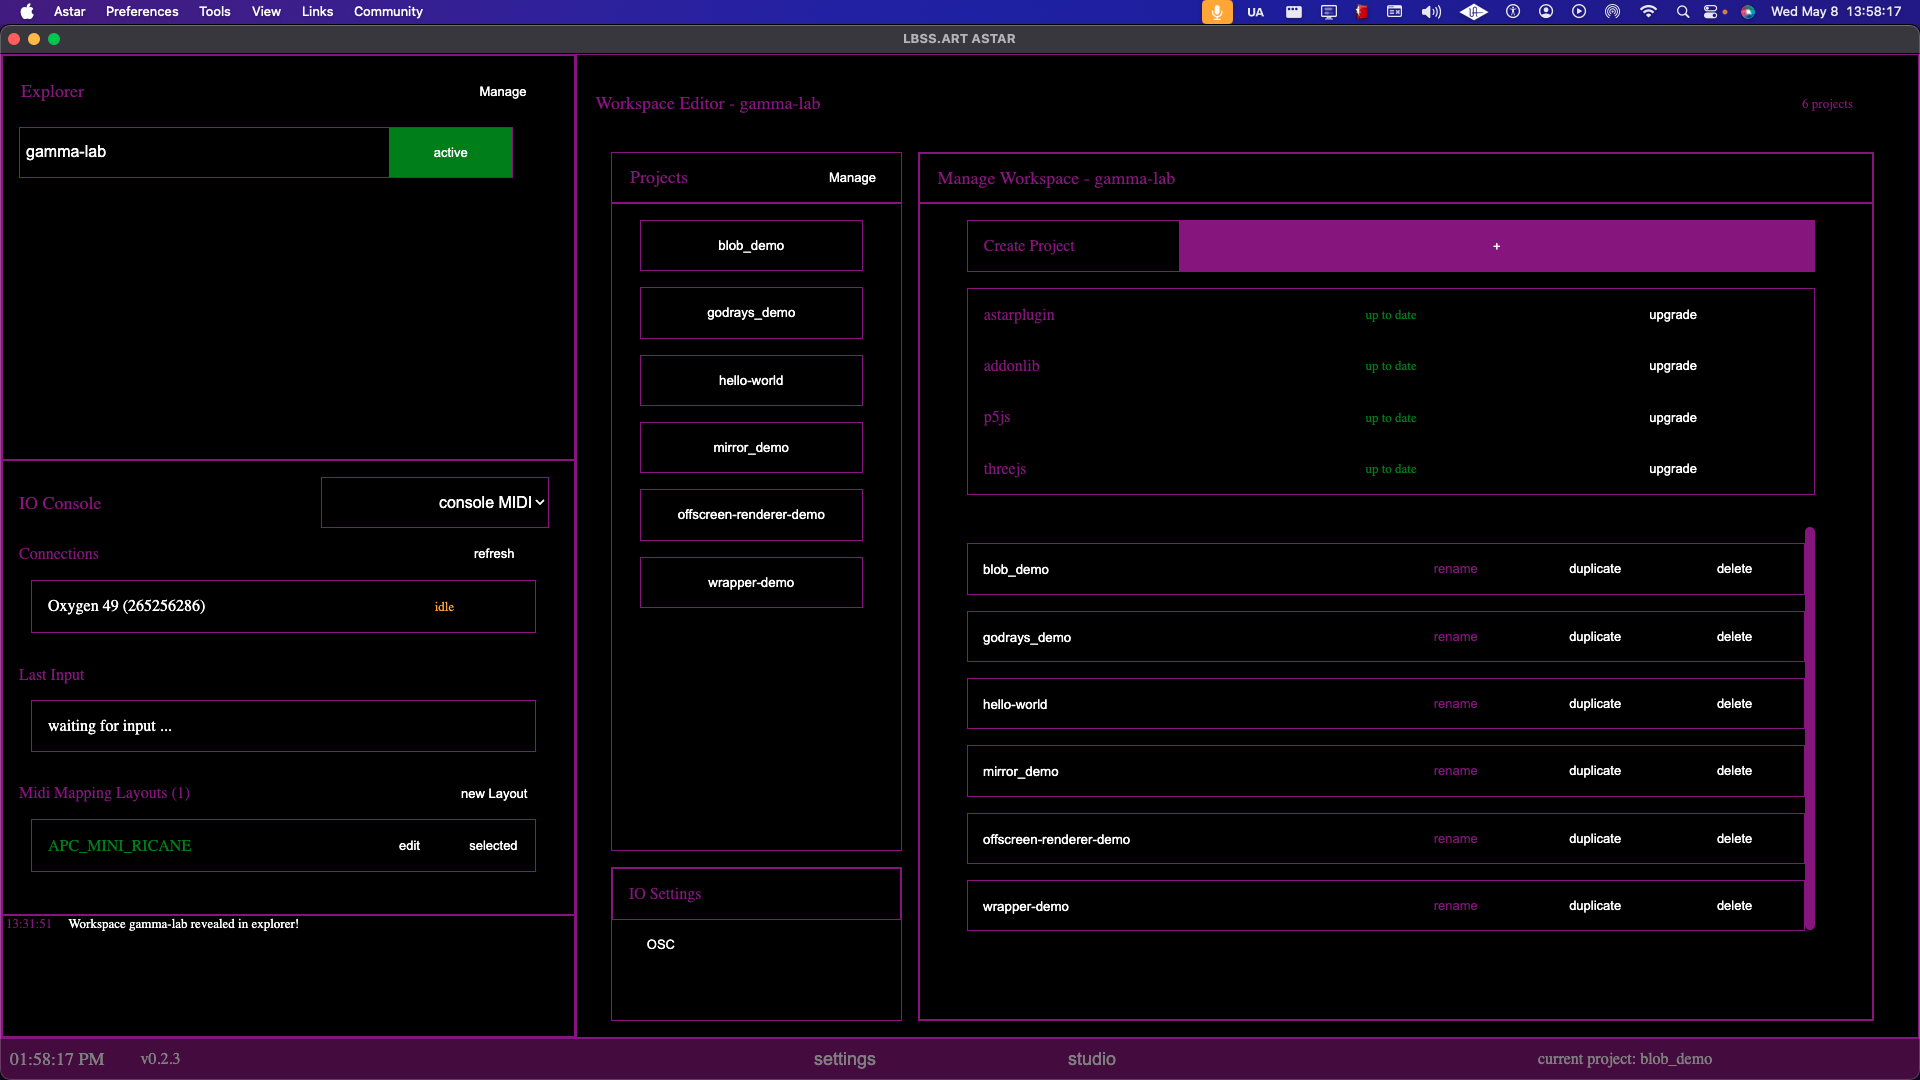 Astar Preferences Tools View Links Community UA Wed May 8 13:58:17
LBSS.ART ASTAR
Explorer Manage
gamma-lab active
IO Console console MIDI
Connections refresh
Oxygen 49 (265256286) idle
Last Input
waiting for input ...
Midi Mapping Layouts (1) new Layout
APC_MINI_RICANE edit selected
13:31:51 Workspace gamma-lab revealed in explorer!
Workspace Editor - gamma-lab 6 projects
Projects Manage
blob_demo
godrays_demo
hello-world
mirror_demo
offscreen-renderer-demo
wrapper-demo
IO Settings
OSC
Manage Workspace - gamma-lab
Create Project +
astarplugin up to date upgrade
addonlib up to date upgrade
p5js up to date upgrade
threejs up to date upgrade
blob_demo rename duplicate delete
godrays_demo rename duplicate delete
hello-world rename duplicate delete
mirror_demo rename duplicate delete
offscreen-renderer-demo rename duplicate delete
wrapper-demo rename duplicate delete
01:58:17 PM v0.2.3 settings studio current project: blob_demo